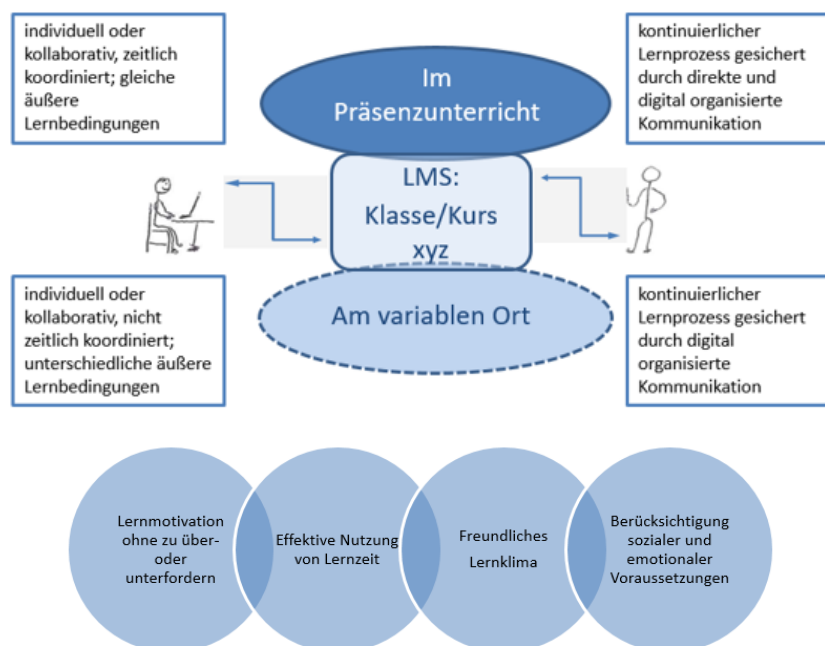 individuell oder
kollaborativ, zeitlich
koordiniert; gleiche
äußere
Lernbedingungen
Im
Präsenzunterricht
kontinuierlicher
Lernprozess gesichert
durch direkte und
digital organisierte
Kommunikation
LMS:
Klasse/Kurs
xyz
individuell oder
kollaborativ, nicht
zeitlich koordiniert;
unterschiedliche äußere
Lernbedingungen
Am variablen Ort
kontinuierlicher
Lernprozess gesichert
durch digital
organisierte
Kommunikation
Lernmotivation
ohne zu über-
oder
unterfordern
Effektive Nutzung
von Lernzeit
Freundliches
Lernklima
Berücksichtigung
sozialer und
emotionaler
Voraussetzungen